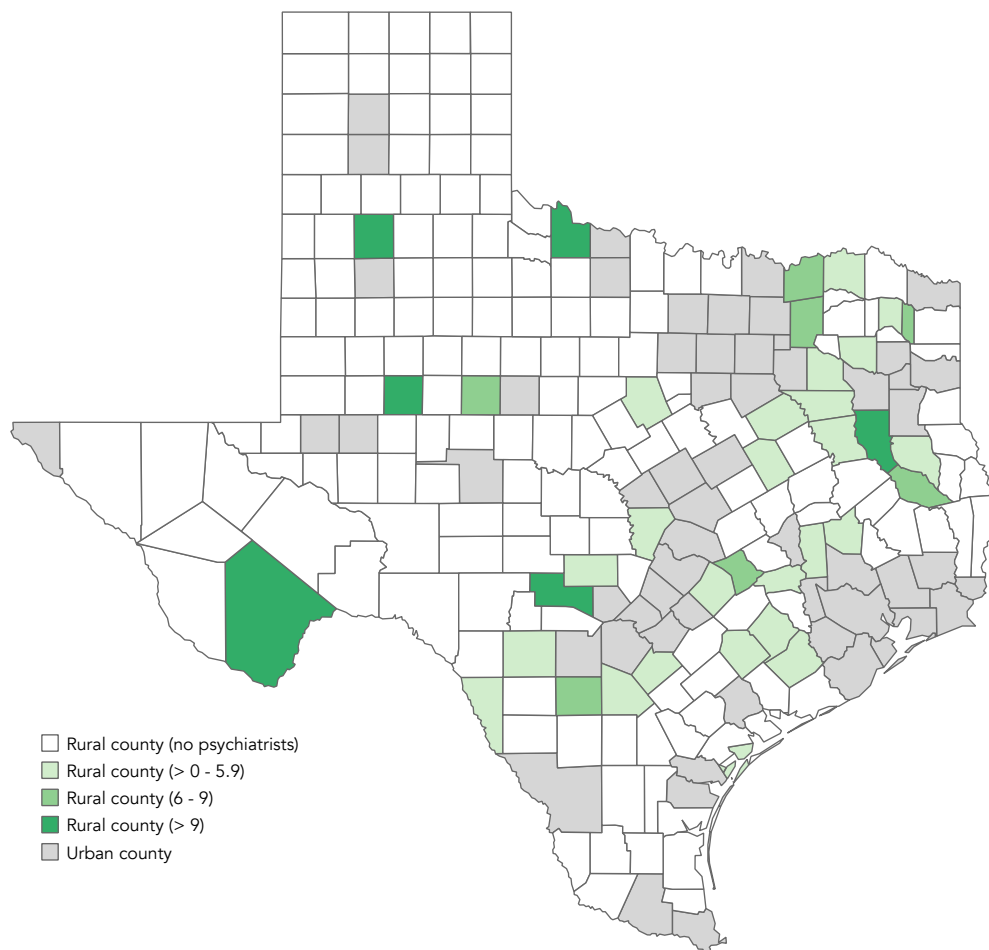 Rural county (no psychiatrists)
Rural county (> 0 - 5.9)
Rural county (6 - 9)
Rural county (> 9)
Urban county